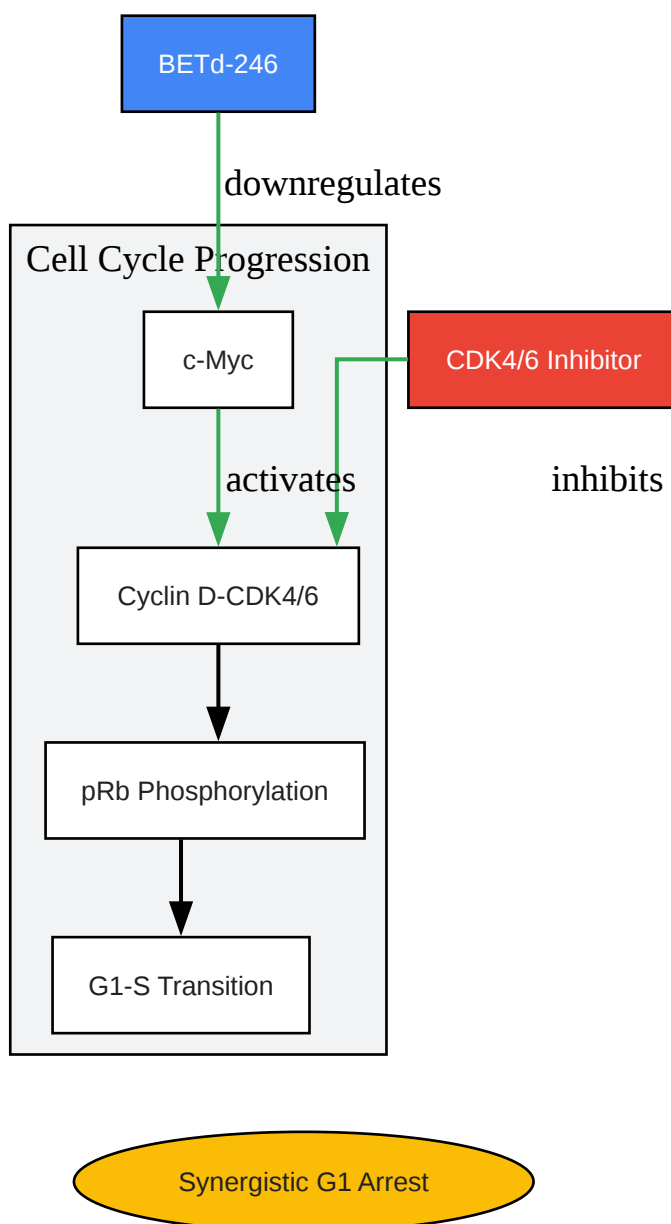 BETd-246
downregulates
Cell Cycle Progression
c-Myc
CDK4/6 Inhibitor
activates
inhibits
Cyclin D-CDK4/6
pRb Phosphorylation
G1-S Transition
Synergistic G1 Arrest